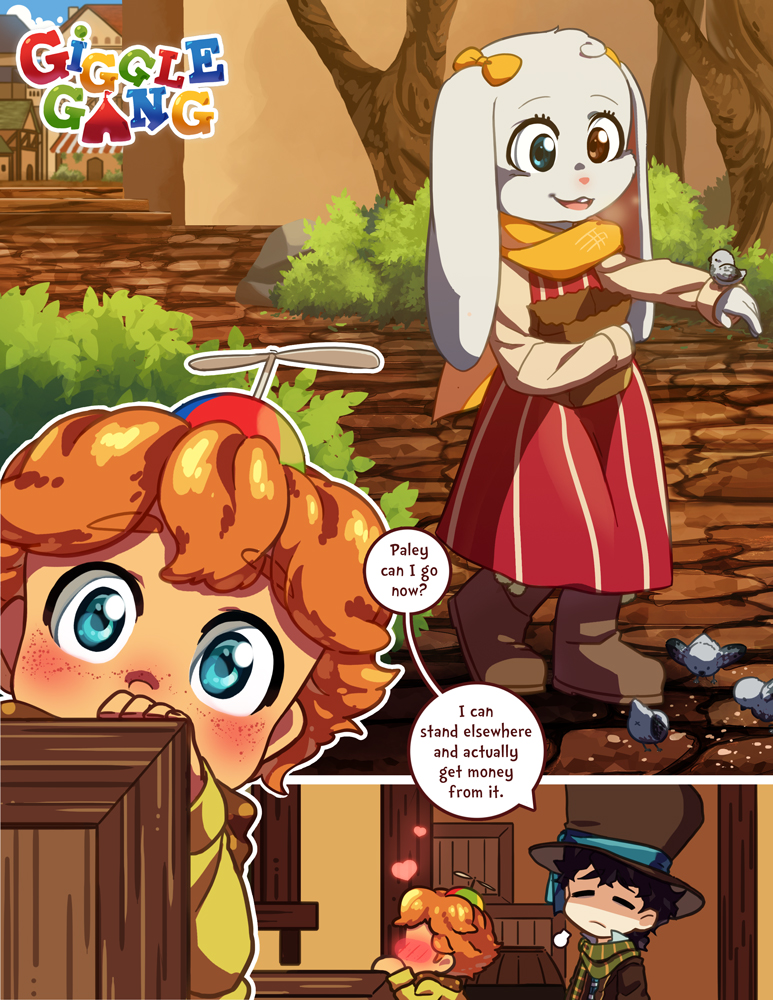 GIGGLE
GANG
Paley
can I go
now?
I can
stand elsewhere
and actually
get money
from it.